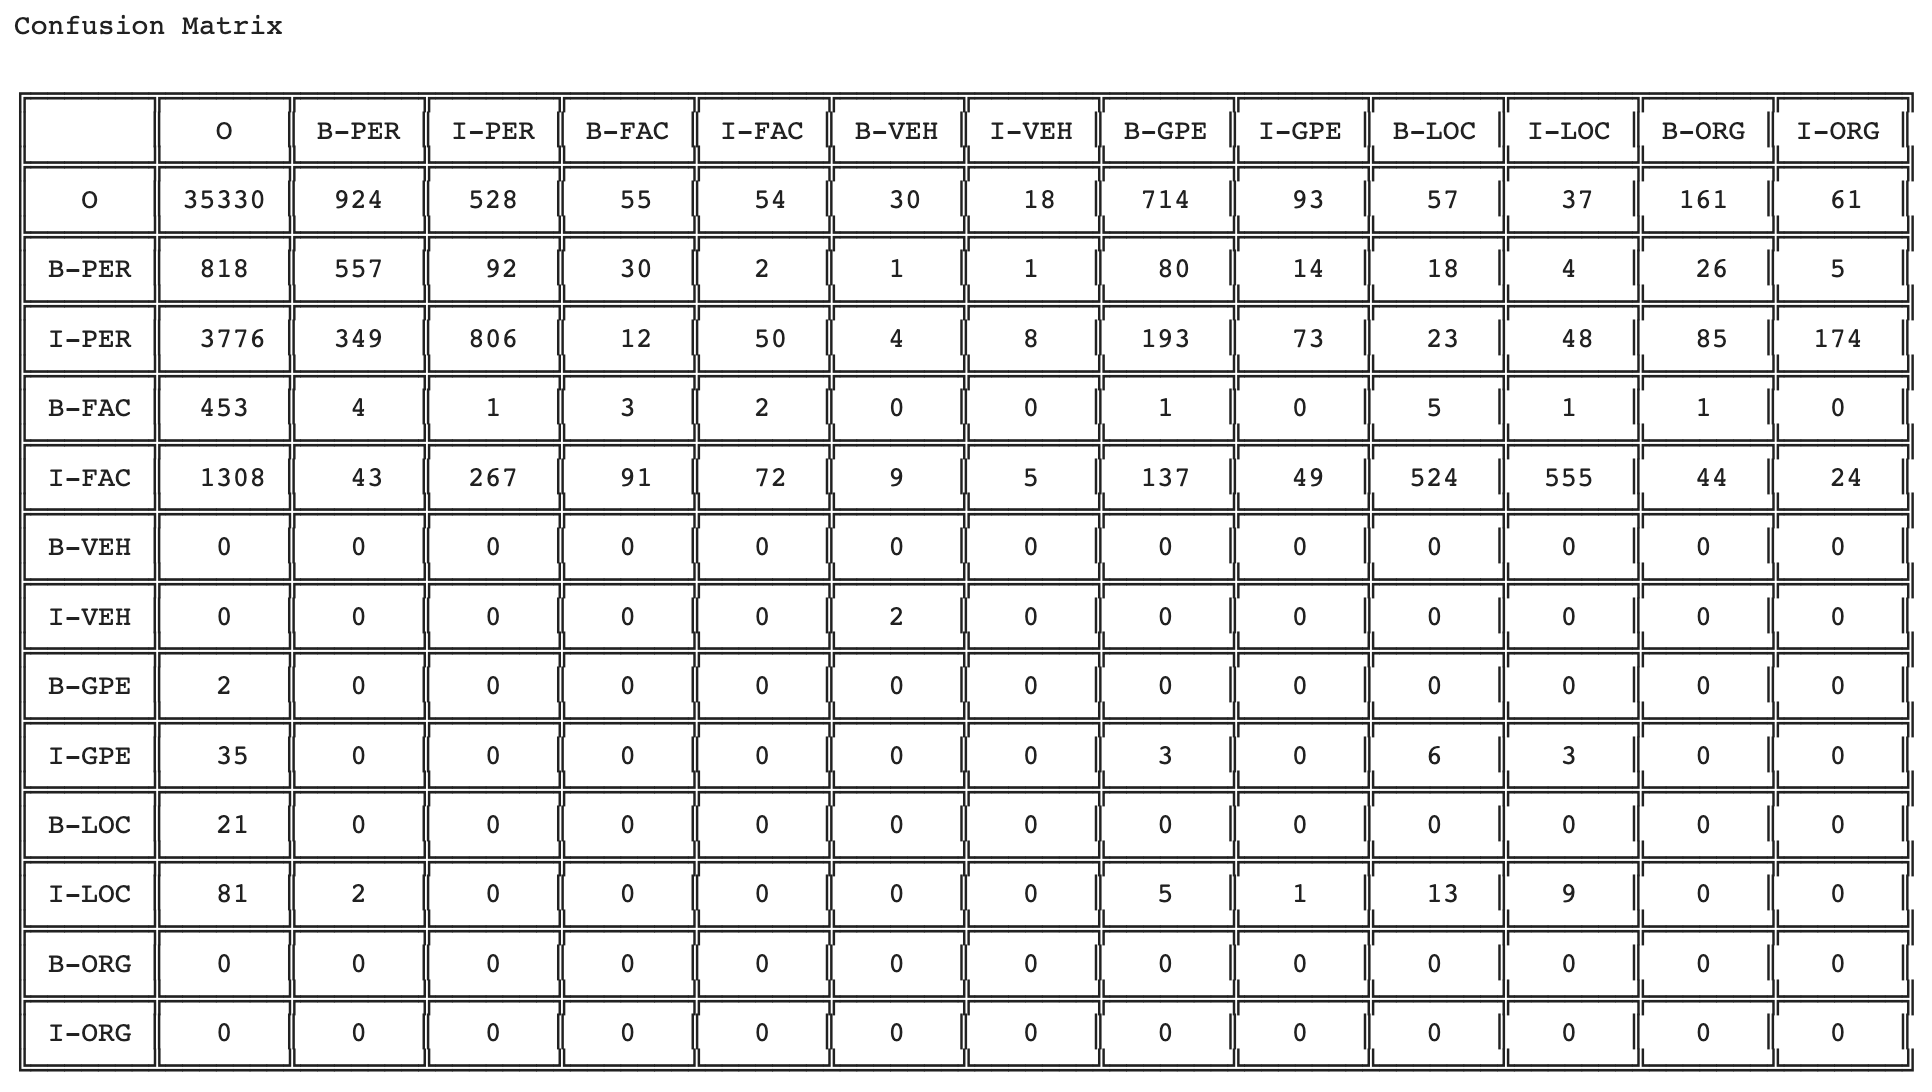 Confusion Matrix
O B-PER I-PER B-FAC I-FAC B-VEH I-VEH B-GPE I-GPE B-LOC I-LOC B-ORG I-ORG
O 35330 924 528 55 54 30 18 714 93 57 37 161 61
B-PER 818 557 92 30 2 1 1 80 14 18 4 26 5
I-PER 3776 349 806 12 50 4 8 193 73 23 48 85 174
B-FAC 453 4 1 3 2 0 0 1 0 5 1 1 0
I-FAC 1308 43 267 91 72 9 5 137 49 524 555 44 24
B-VEH 0 0 0 0 0 0 0 0 0 0 0 0 0
I-VEH 0 0 0 0 0 2 0 0 0 0 0 0 0
B-GPE 2 0 0 0 0 0 0 0 0 0 0 0 0
I-GPE 35 0 0 0 0 0 0 3 0 6 3 0 0
B-LOC 21 0 0 0 0 0 0 0 0 0 0 0 0
I-LOC 81 2 0 0 0 0 0 5 1 13 9 0 0
B-ORG 0 0 0 0 0 0 0 0 0 0 0 0 0
I-ORG 0 0 0 0 0 0 0 0 0 0 0 0 0